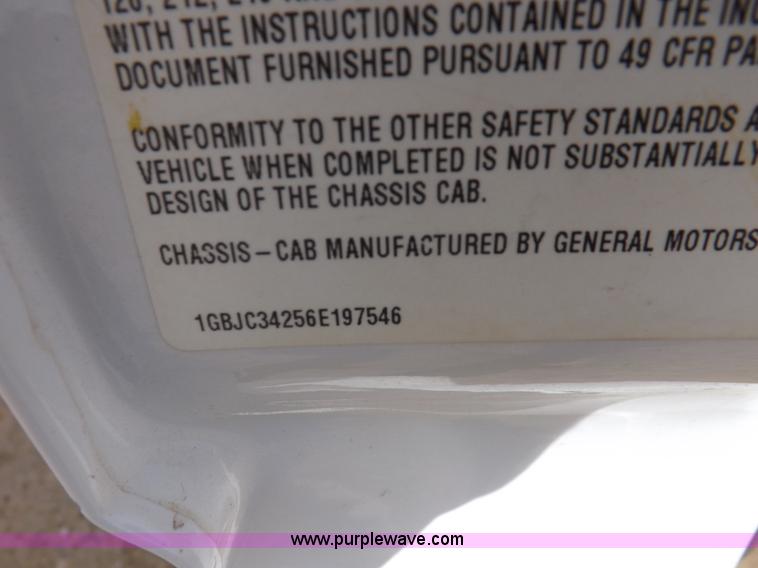 WITH THE INSTRUCTIONS CONTAINED IN THE
DOCUMENT FURNISHED PURSUANT TO 49 CFR
CONFORMITY TO THE OTHER SAFETY STANDARDS
VEHICLE WHEN COMPLETED IS NOT SUBSTANTIALLY
DESIGN OF THE CHASSIS CAB.
CHASSIS-CAB MANUFACTURED BY GENERAL MOTORS
1GBJC34256E197546
www.purplewave.com